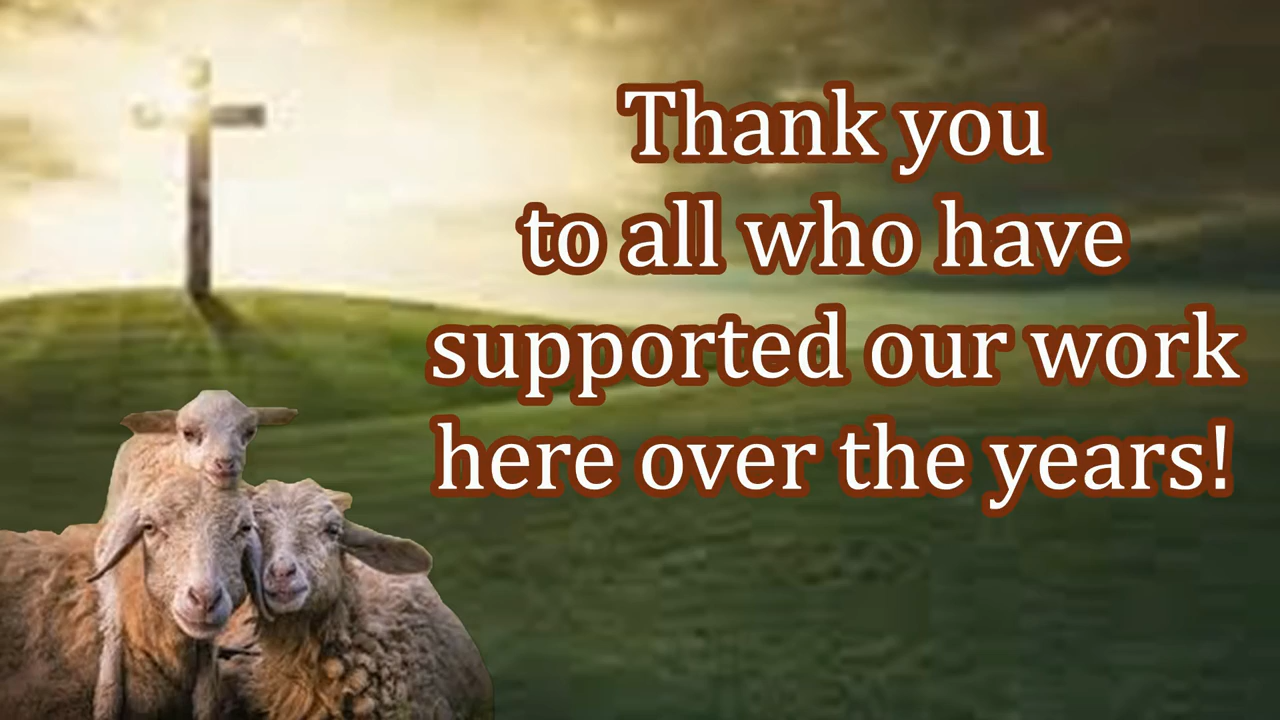 Thank you
to all who have
supported our work
here over the years!